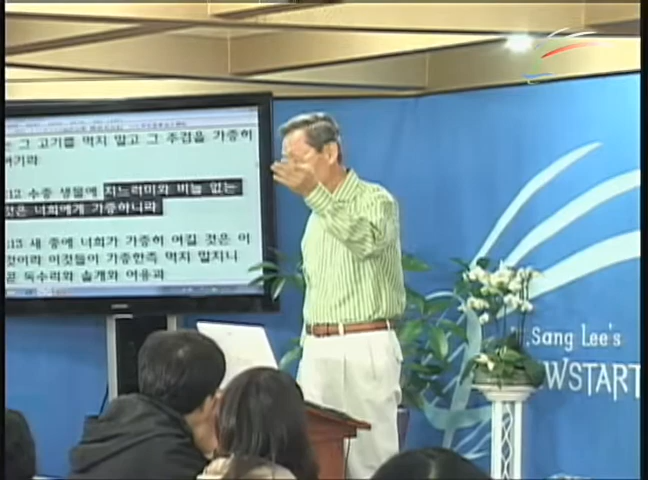 는 그 고기를 먹지 말고 그 주검을 가증히
여기라
:12 수중 생물에 지느러미와 비늘 없는
것은 너희에게 가증하니라
:13 새 중에 너희가 가증히 여길 것은 이
것이라 이것들이 가증한즉 먹지 말지니
곧 독수리와 솔개와 어응과
.Sang Lee's
WSTART